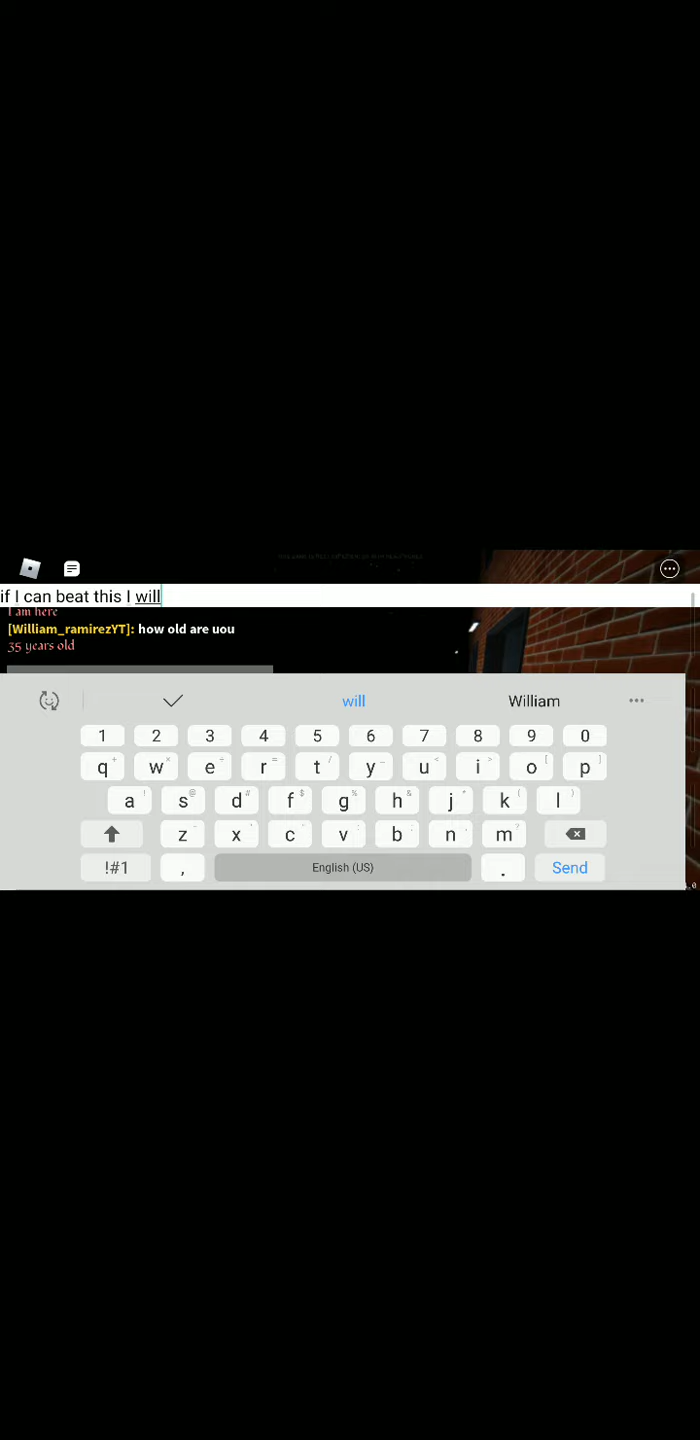 if I can beat this I will
I am here
[William_ramirezYT]: how old are uou
35 years old
will William
1 2 3 4 5 6 7 8 9 0
q w e r t y u i o p
a s d f g h j k l
z x c v b n m
!#1 , English (US) . Send